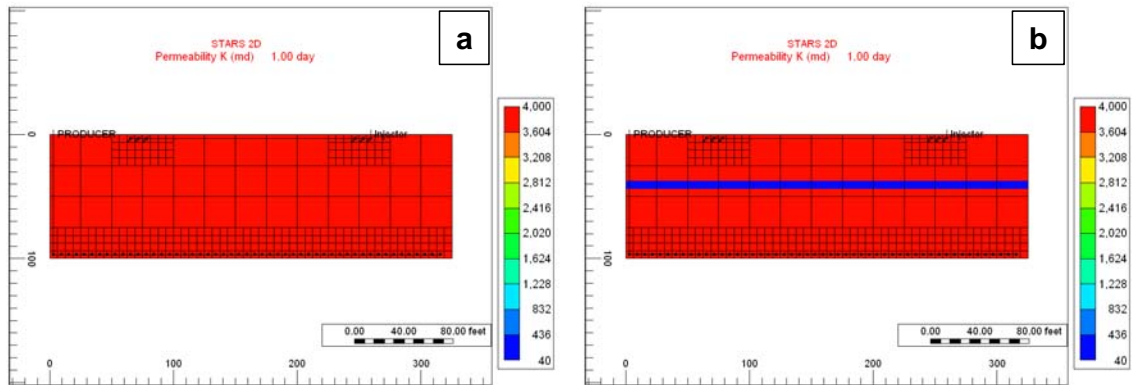 a
STARS 2D
Permeability K (md) 1.00 day
0
PRODUCER
Injector
100
0.00 40.00 80.00 feet
0 100 200 300
4,000
3,604
3,208
2,812
2,416
2,020
1,624
1,228
832
436
40
b
STARS 2D
Permeability K (md) 1.00 day
0
PRODUCER
Injector
100
0.00 40.00 80.00 feet
0 100 200 300
4,000
3,604
3,208
2,812
2,416
2,020
1,624
1,228
832
436
40